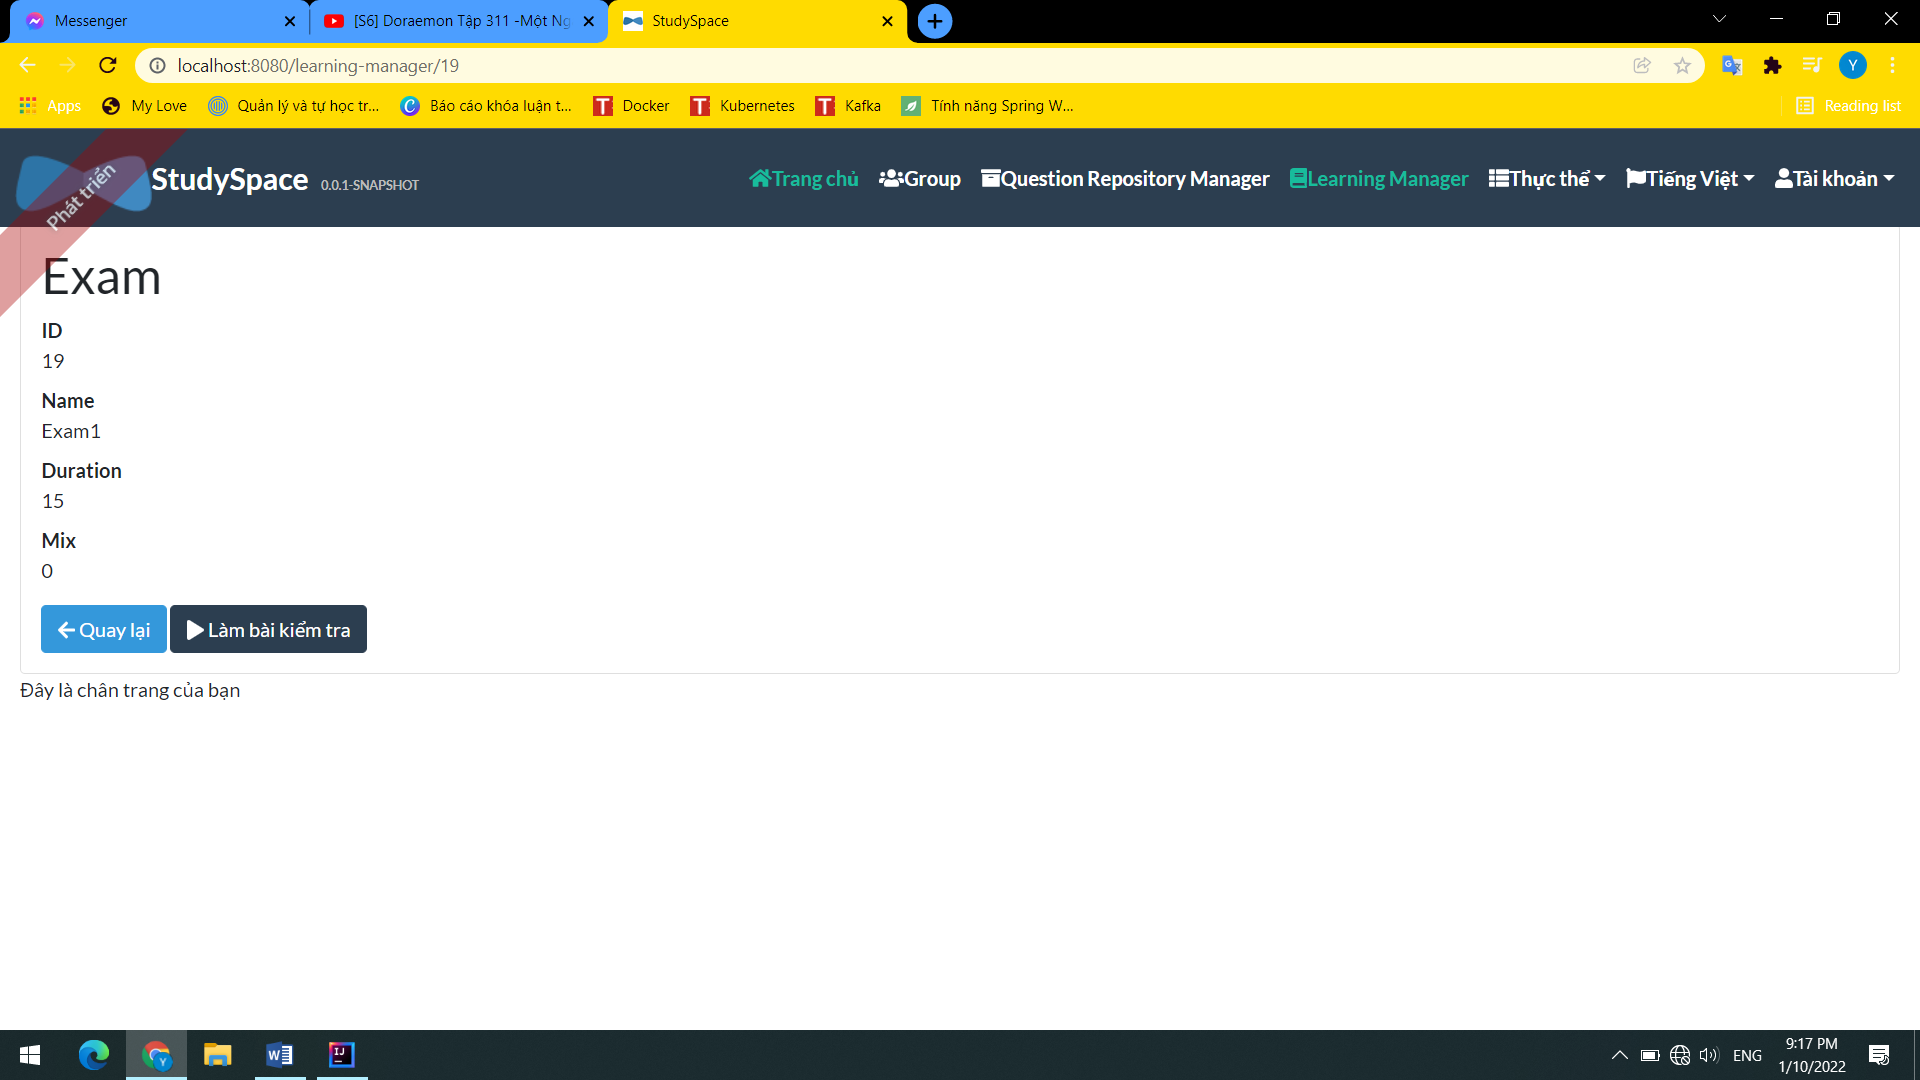 Messenger
[S6] Doraemon Tập 311 -Một Ng
StudySpace
localhost:8080/learning-manager/19
Y
Apps
My Love
Quản lý và tự học tr...
Báo cáo khóa luận t...
Docker
Kubernetes
Kafka
Tính năng Spring W...
Reading list
Phát triển
StudySpace 0.0.1-SNAPSHOT
Trang chủ
Group
Question Repository Manager
Learning Manager
Thực thể
Tiếng Việt
Tài khoản
Exam
ID
19
Name
Exam1
Duration
15
Mix
0
Quay lại
Làm bài kiểm tra
Đây là chân trang của bạn
ENG
9:17 PM
1/10/2022